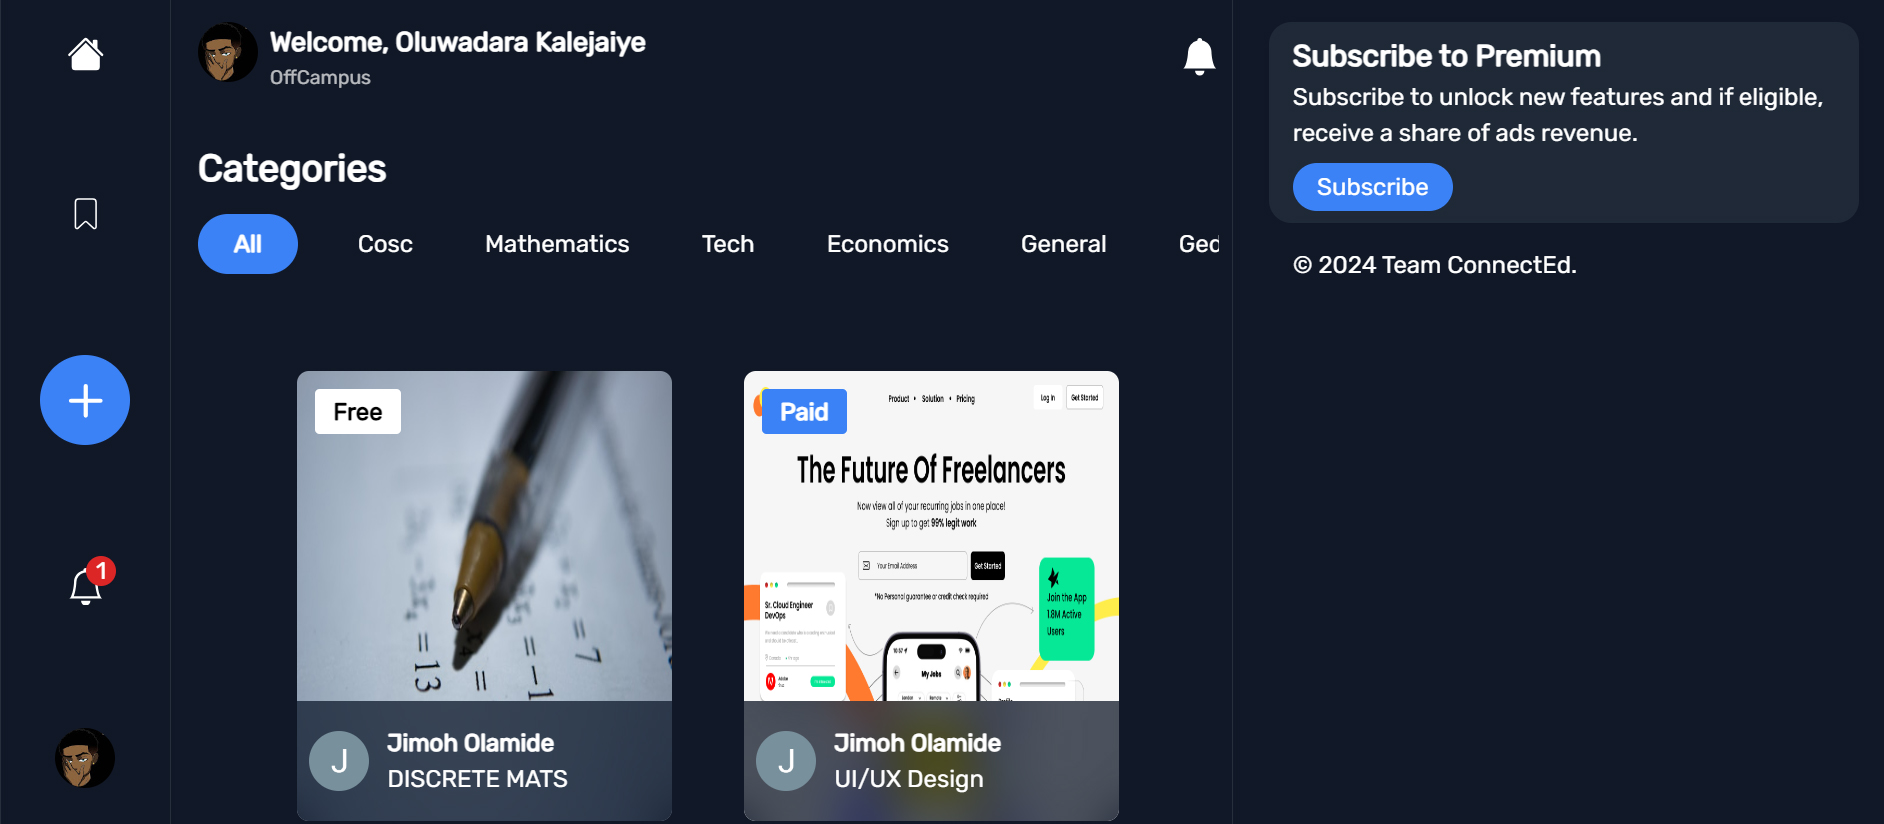 Welcome, Oluwadara Kalejaiye
OffCampus
Categories
All Cosc Mathematics Tech Economics General Geo
Free
= 13
=
= -1
= 7
Jimoh Olamide
DISCRETE MATS
J
Paid
Product • Solution • Pricing
Log In Get Started
The Future Of Freelancers
Now view all of your recurring jobs in one place!
Sign up to get 99% legit work
Your Email Address Get Started
*No Personal guarantee or credit check required
Join the App
1.8M Active
Users
Sr. Cloud Engineer
DevOps
10:57
My Jobs
Jimoh Olamide
UI/UX Design
J
1
Subscribe to Premium
Subscribe to unlock new features and if eligible,
receive a share of ads revenue.
Subscribe
© 2024 Team ConnectEd.